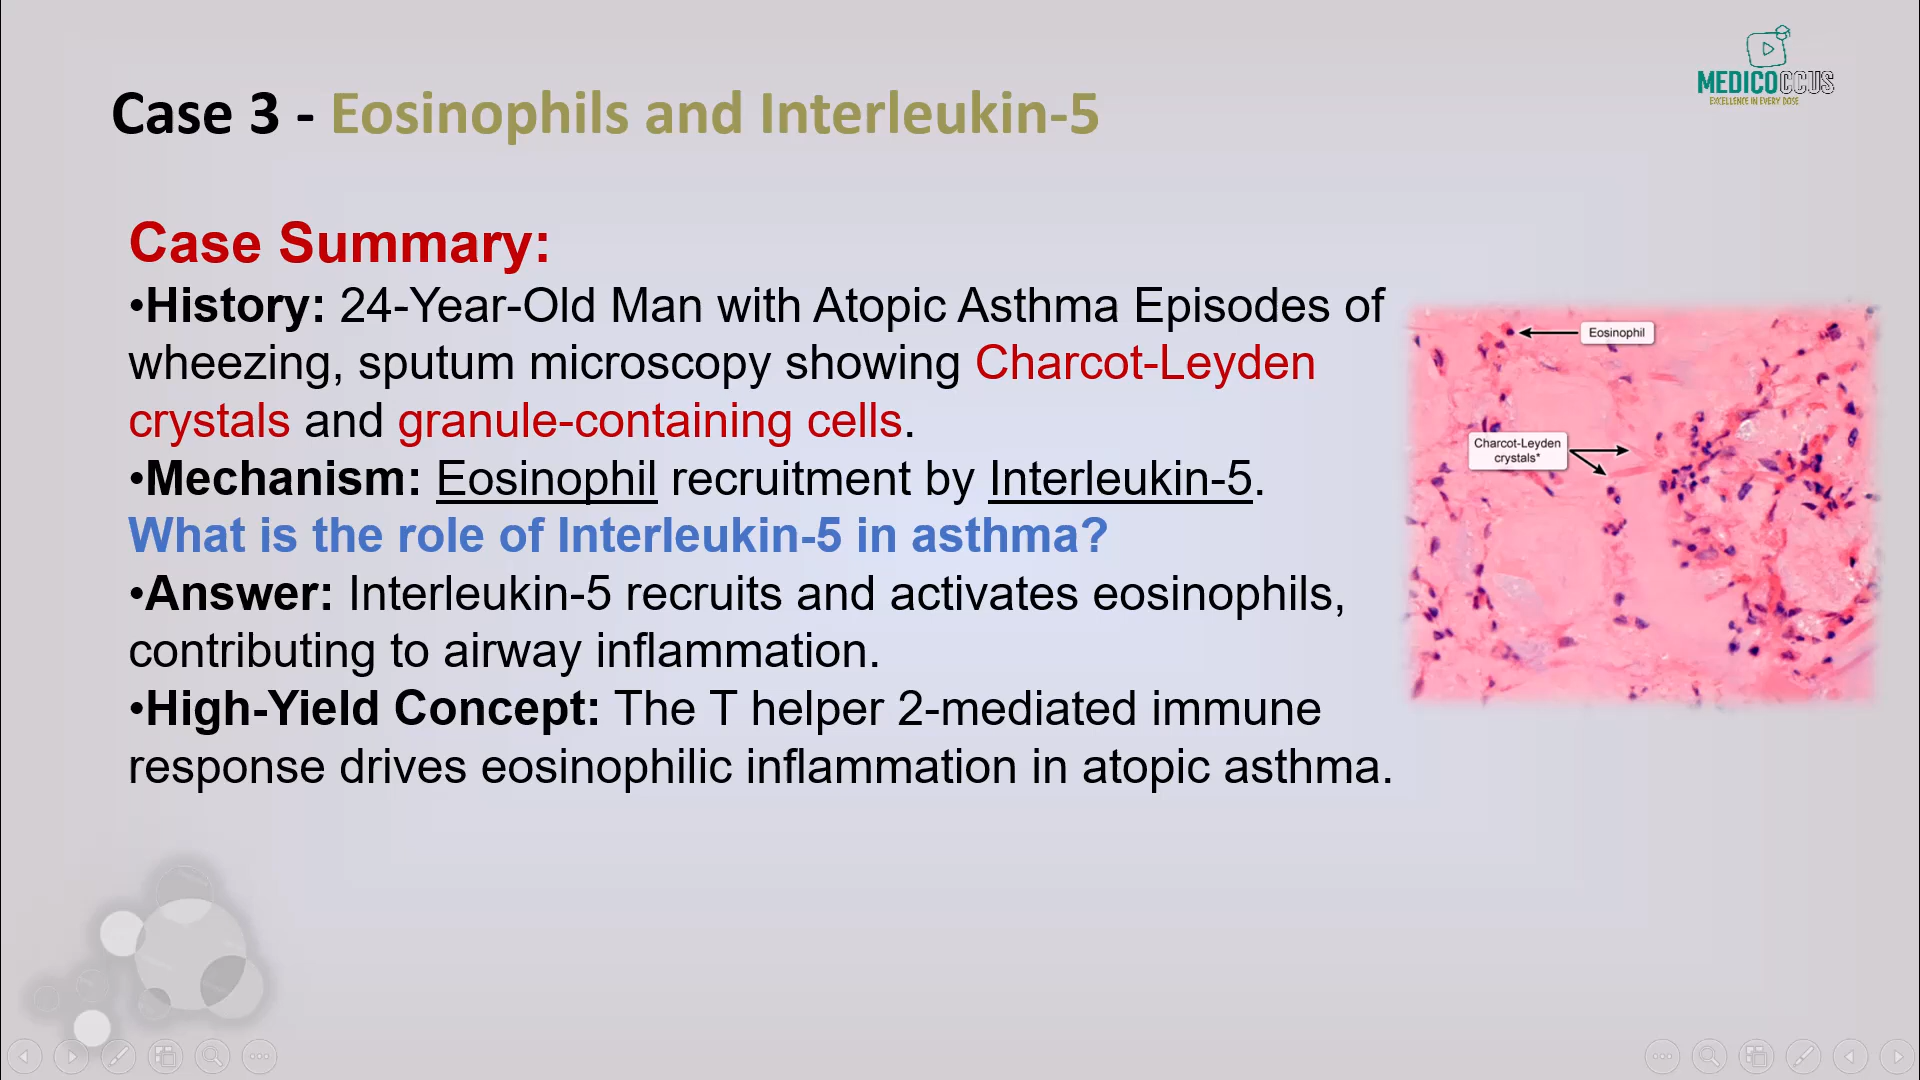 MEDICOCCUS
EXCELLENCE IN EVERY DOSE
Case 3 - Eosinophils and Interleukin-5
Case Summary:
•History: 24-Year-Old Man with Atopic Asthma Episodes of
wheezing, sputum microscopy showing Charcot-Leyden
crystals and granule-containing cells.
•Mechanism: Eosinophil recruitment by Interleukin-5.
What is the role of Interleukin-5 in asthma?
•Answer: Interleukin-5 recruits and activates eosinophils,
contributing to airway inflammation.
•High-Yield Concept: The T helper 2-mediated immune
response drives eosinophilic inflammation in atopic asthma.
Eosinophil
Charcot-Leyden
crystals*